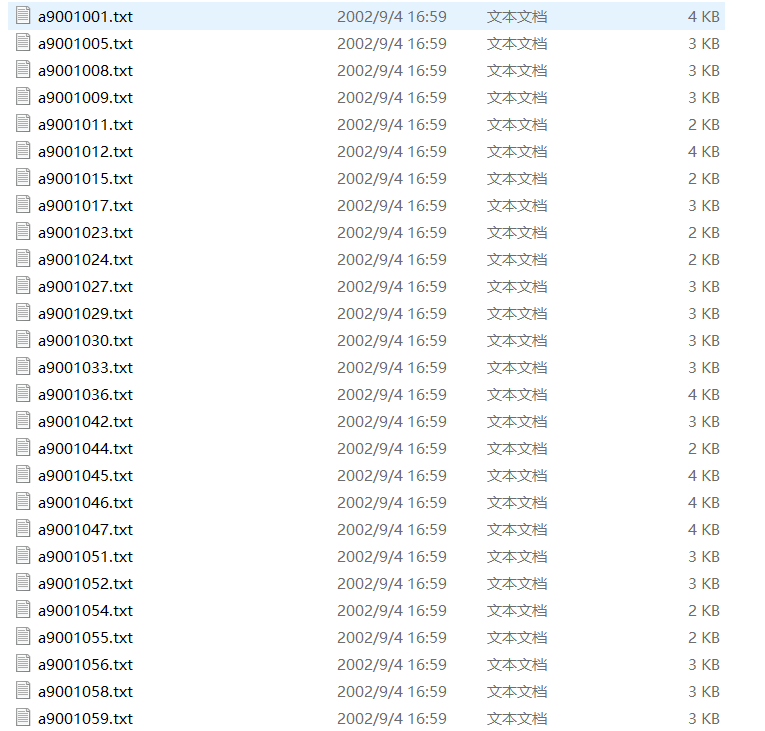 a9001001.txt 2002/9/4 16:59 文本文档 4 KB
a9001005.txt 2002/9/4 16:59 文本文档 3 KB
a9001008.txt 2002/9/4 16:59 文本文档 3 KB
a9001009.txt 2002/9/4 16:59 文本文档 3 KB
a9001011.txt 2002/9/4 16:59 文本文档 2 KB
a9001012.txt 2002/9/4 16:59 文本文档 4 KB
a9001015.txt 2002/9/4 16:59 文本文档 2 KB
a9001017.txt 2002/9/4 16:59 文本文档 3 KB
a9001023.txt 2002/9/4 16:59 文本文档 2 KB
a9001024.txt 2002/9/4 16:59 文本文档 2 KB
a9001027.txt 2002/9/4 16:59 文本文档 3 KB
a9001029.txt 2002/9/4 16:59 文本文档 3 KB
a9001030.txt 2002/9/4 16:59 文本文档 3 KB
a9001033.txt 2002/9/4 16:59 文本文档 3 KB
a9001036.txt 2002/9/4 16:59 文本文档 4 KB
a9001042.txt 2002/9/4 16:59 文本文档 3 KB
a9001044.txt 2002/9/4 16:59 文本文档 2 KB
a9001045.txt 2002/9/4 16:59 文本文档 4 KB
a9001046.txt 2002/9/4 16:59 文本文档 4 KB
a9001047.txt 2002/9/4 16:59 文本文档 4 KB
a9001051.txt 2002/9/4 16:59 文本文档 3 KB
a9001052.txt 2002/9/4 16:59 文本文档 3 KB
a9001054.txt 2002/9/4 16:59 文本文档 2 KB
a9001055.txt 2002/9/4 16:59 文本文档 2 KB
a9001056.txt 2002/9/4 16:59 文本文档 3 KB
a9001058.txt 2002/9/4 16:59 文本文档 3 KB
a9001059.txt 2002/9/4 16:59 文本文档 3 KB